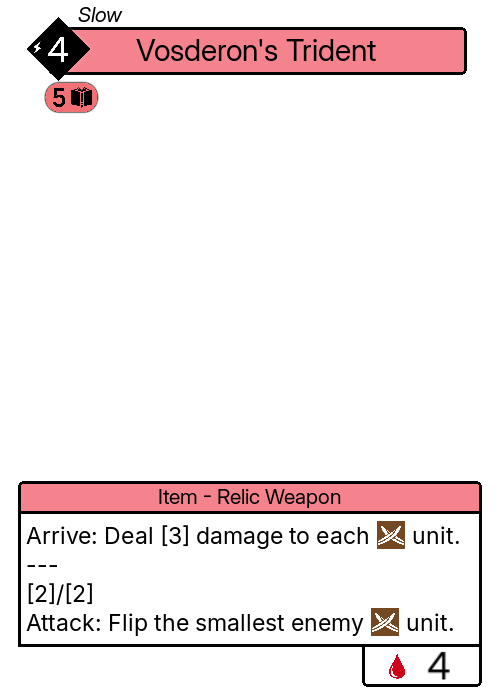 Slow
4
Vosderon's Trident
5
Item - Relic Weapon
Arrive: Deal [3] damage to each unit.
---
[2]/[2]
Attack: Flip the smallest enemy unit.
4